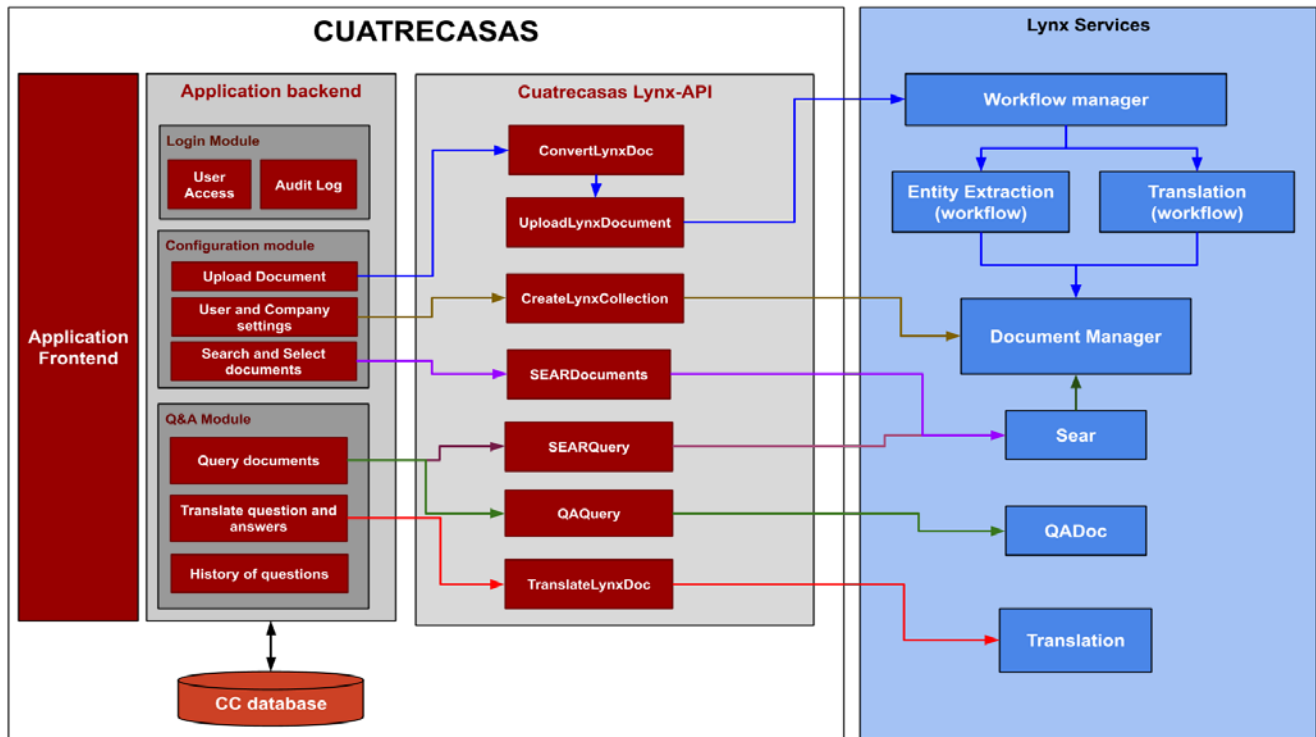 CUATRECASAS
Application
Frontend
Application backend
Login Module
User
Access
Audit Log
Configuration module
Upload Document
User and Company
settings
Search and Select
documents
Q&A Module
Query documents
Translate question and
answers
History of questions
CC database
Cuatrecasas Lynx-API
ConvertLynxDoc
UploadLynxDocument
CreateLynxCollection
SEARDocuments
SEARQuery
QAQuery
TranslateLynxDoc
Lynx Services
Workflow manager
Entity Extraction
(workflow)
Translation
(workflow)
Document Manager
Sear
QADoc
Translation